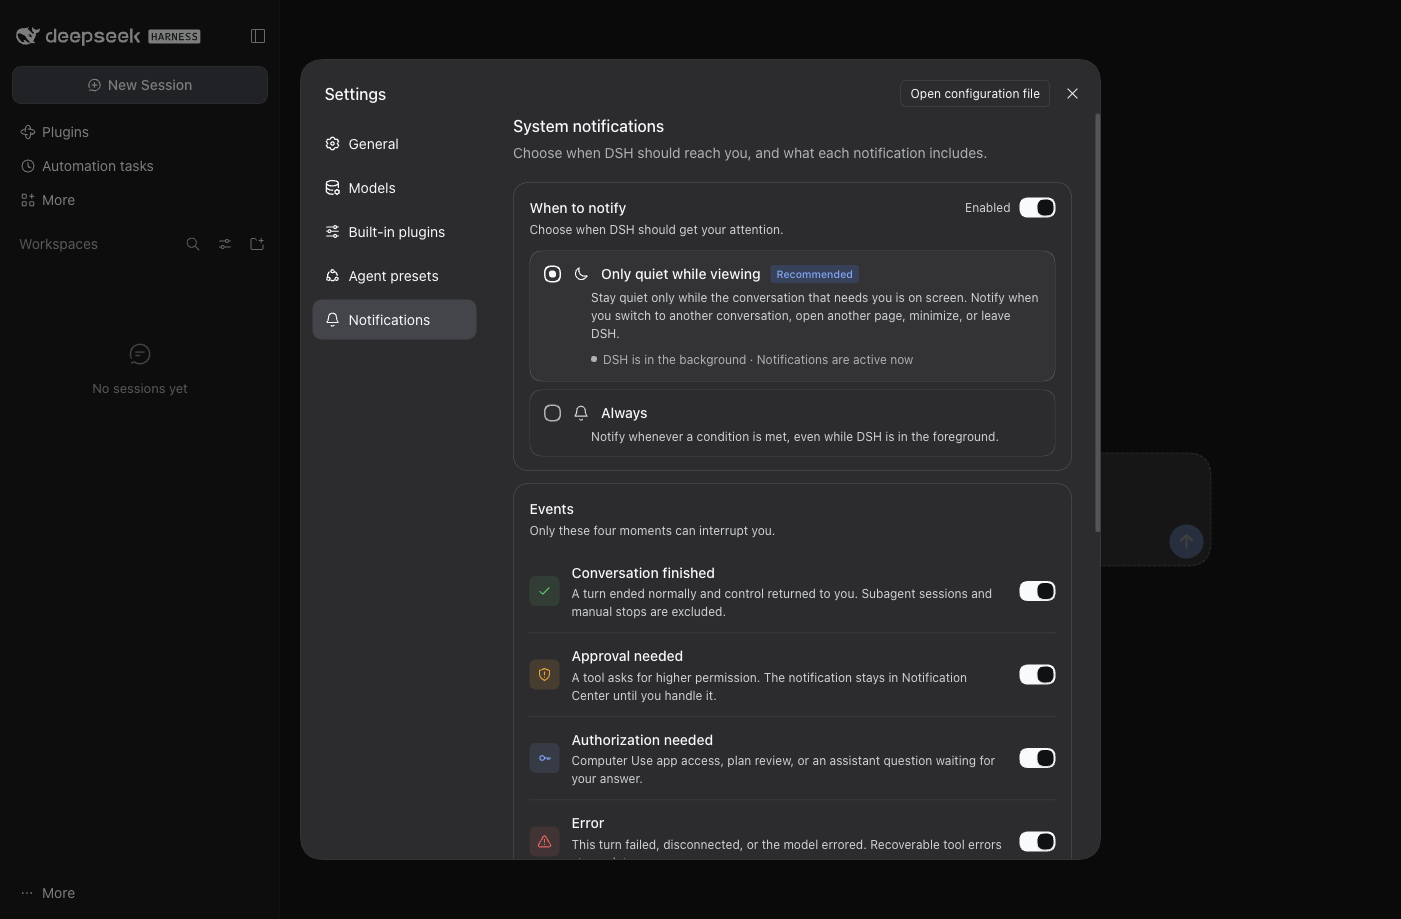 deepseek HARNESS
New Session
Plugins
Automation tasks
More
Workspaces
No sessions yet
More
Settings
Open configuration file
General
Models
Built-in plugins
Agent presets
Notifications
System notifications
Choose when DSH should reach you, and what each notification includes.
When to notify
Enabled
Choose when DSH should get your attention.
Only quiet while viewing
Recommended
Stay quiet only while the conversation that needs you is on screen. Notify when
you switch to another conversation, open another page, minimize, or leave
DSH.
DSH is in the background · Notifications are active now
Always
Notify whenever a condition is met, even while DSH is in the foreground.
Events
Only these four moments can interrupt you.
Conversation finished
A turn ended normally and control returned to you. Subagent sessions and
manual stops are excluded.
Approval needed
A tool asks for higher permission. The notification stays in Notification
Center until you handle it.
Authorization needed
Computer Use app access, plan review, or an assistant question waiting for
your answer.
Error
This turn failed, disconnected, or the model errored. Recoverable tool errors